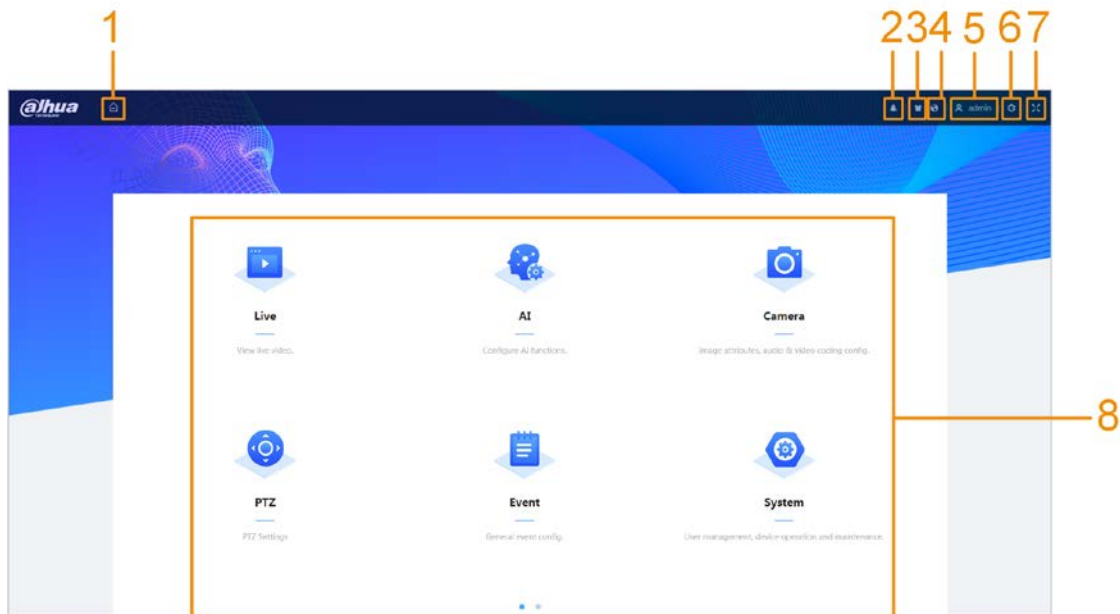 1
2 3 4 5 6 7
alhua
admin
Live
AI
Camera
View live video.
Configure AI functions.
Image attributes, audio & video coding config.
8
PTZ
Event
System
PTZ Settings
General event config.
User management, device operation and maintenance.